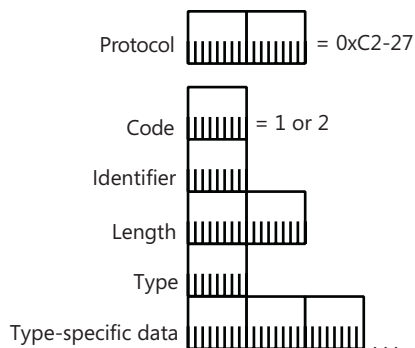 Protocol = 0xC2-27
Code = 1 or 2
Identifier
Length
Type
Type-specific data ...